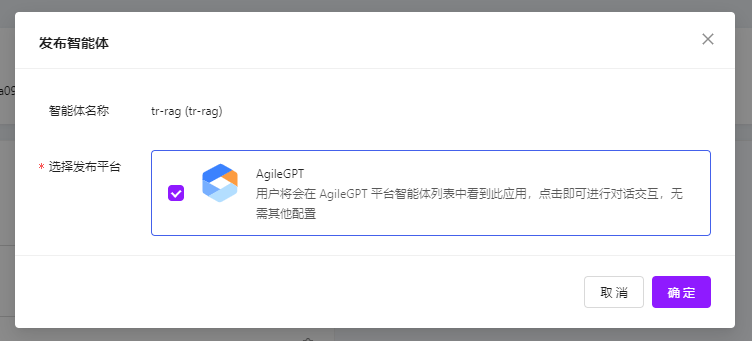 发布智能体
a09
智能体名称
tr-rag (tr-rag)
* 选择发布平台
AgileGPT
用户将会在 AgileGPT 平台智能体列表中看到此应用，点击即可进行对话交互，无
需其他配置
取 消
确 定